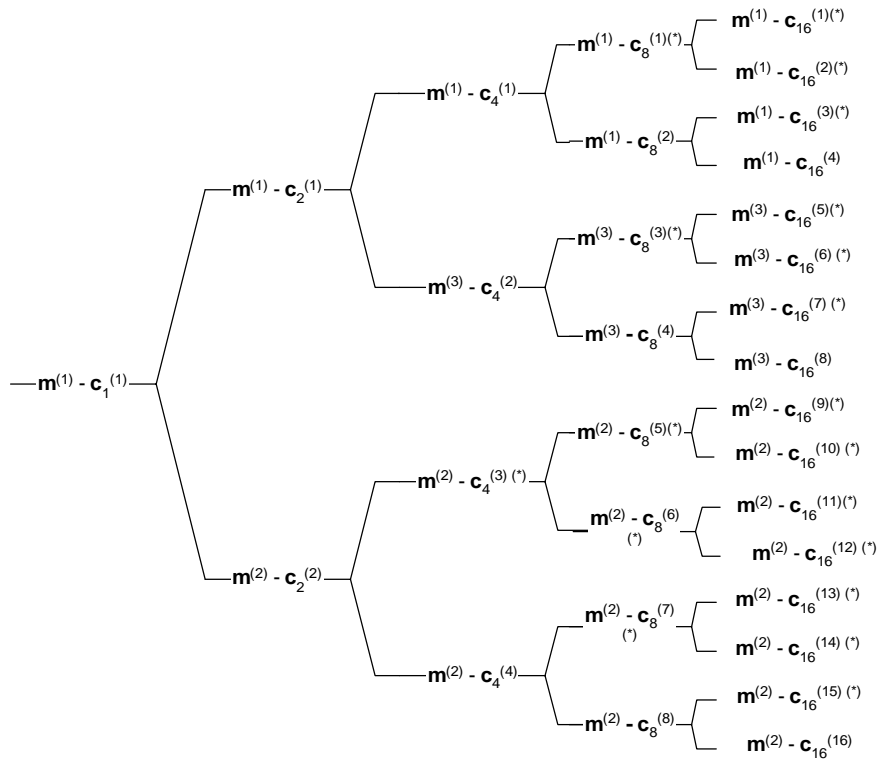 m(1) - c1(1)
m(1) - c2(1)
m(2) - c2(2)
m(1) - c4(1)
m(3) - c4(2)
m(2) - c4(3) (*)
m(2) - c4(4)
m(1) - c8(1)(*)
m(1) - c8(2)
m(3) - c8(3)(*)
m(3) - c8(4)
m(2) - c8(5)(*)
m(2) - c8(6)
(*)
m(2) - c8(7)
(*)
m(2) - c8(8)
m(1) - c16(1)(*)
m(1) - c16(2)(*)
m(1) - c16(3)(*)
m(1) - c16(4)
m(3) - c16(5)(*)
m(3) - c16(6) (*)
m(3) - c16(7) (*)
m(3) - c16(8)
m(2) - c16(9)(*)
m(2) - c16(10) (*)
m(2) - c16(11)(*)
m(2) - c16(12) (*)
m(2) - c16(13) (*)
m(2) - c16(14) (*)
m(2) - c16(15) (*)
m(2) - c16(16)